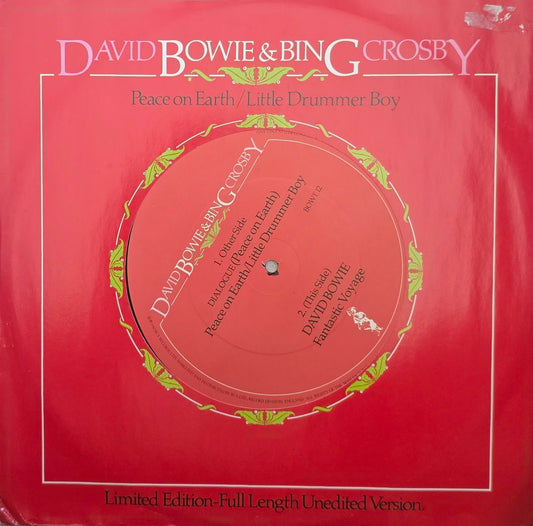 DAVID BOWIE & BING CROSBY
Peace on Earth/Little Drummer Boy
DAVID BOWIE & BING CROSBY
1. Other Side
DIALOGUE (Peace on Earth)
Peace on Earth/Little Drummer Boy
BOWT 12
2. (This Side)
DAVID BOWIE
Fantastic Voyage
Limited Edition-Full Length Unedited Version.